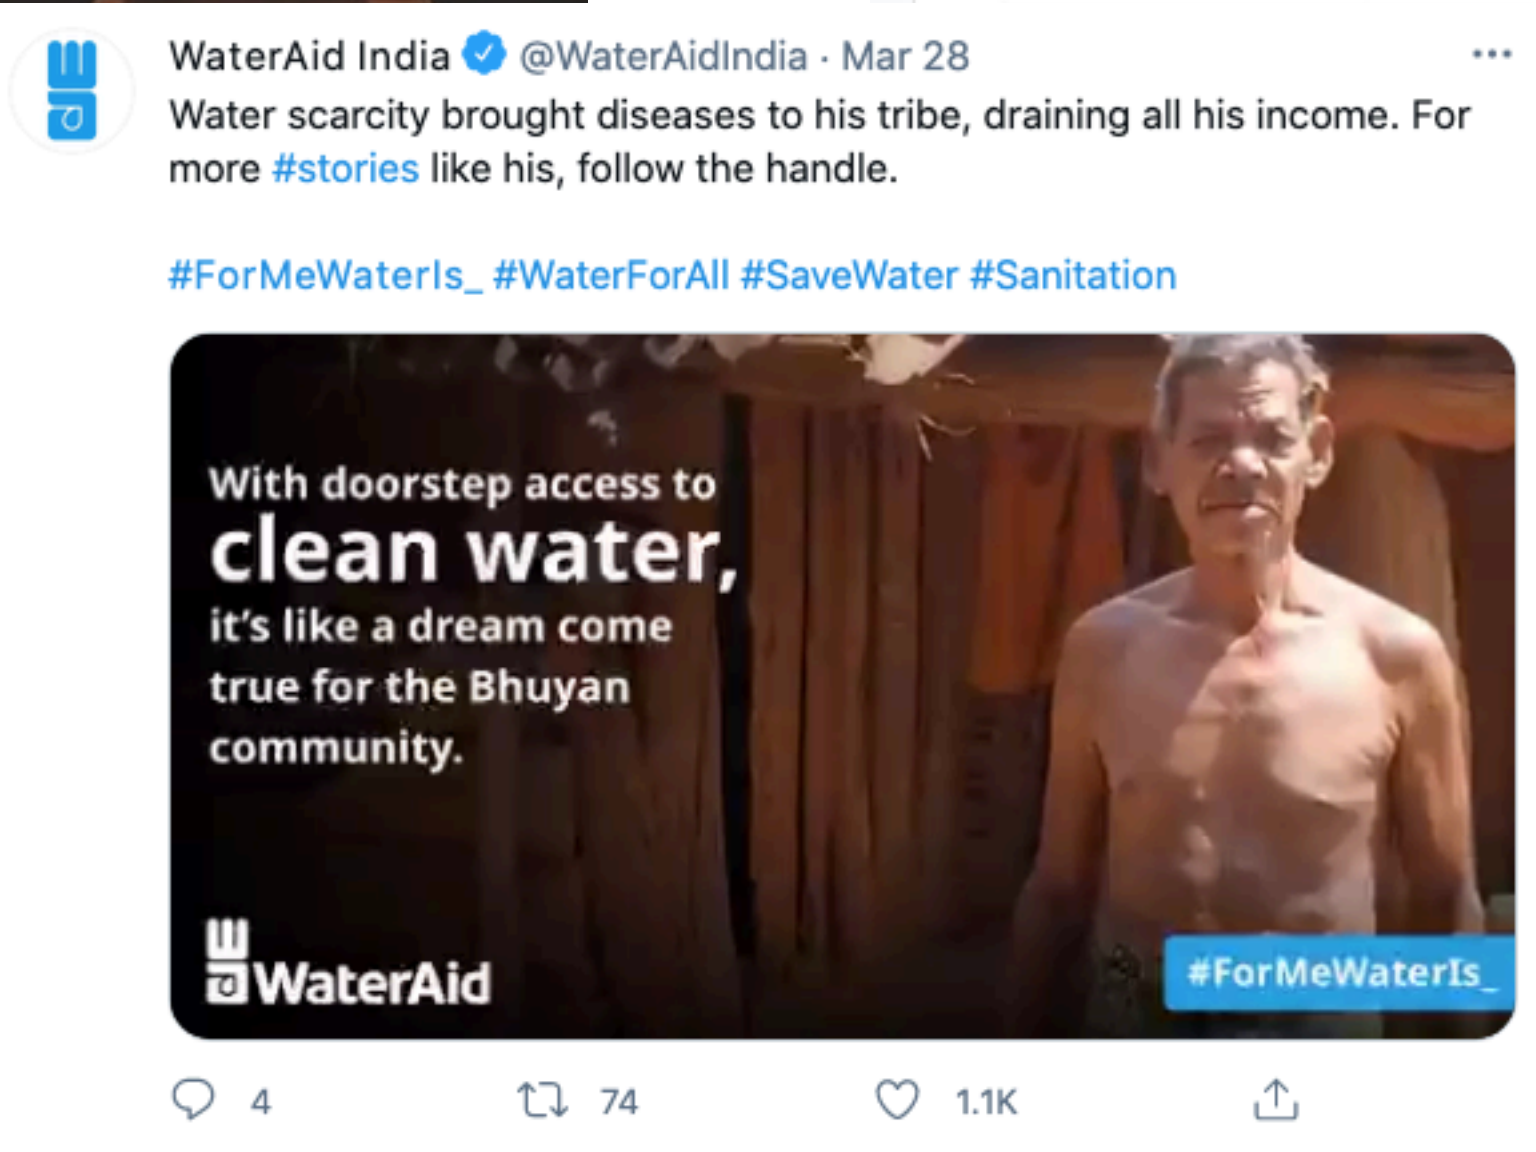 WaterAid India @WaterAidIndia · Mar 28
Water scarcity brought diseases to his tribe, draining all his income. For
more #stories like his, follow the handle.
#ForMeWaterIs_ #WaterForAll #SaveWater #Sanitation
With doorstep access to
clean water,
it's like a dream come
true for the Bhuyan
community.
WaterAid
#ForMeWaterIs_
4 74 1.1K